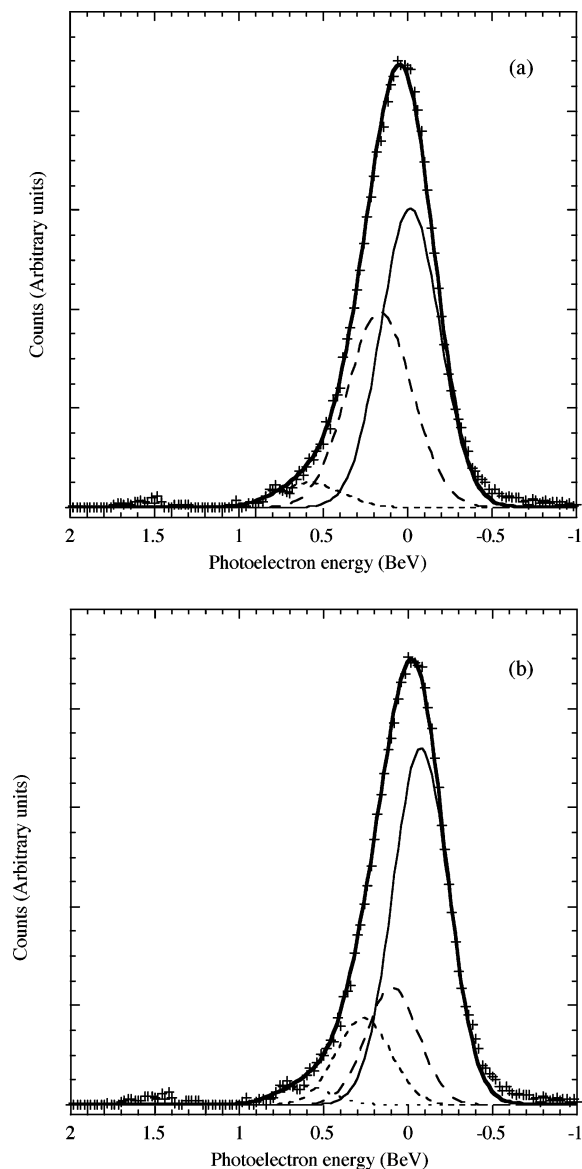 (a)
Counts (Arbitrary units)
2 1.5 1 0.5 0 -0.5 -1
Photoelectron energy (BeV)
(b)
Counts (Arbitrary units)
2 1.5 1 0.5 0 -0.5 -1
Photoelectron energy (BeV)